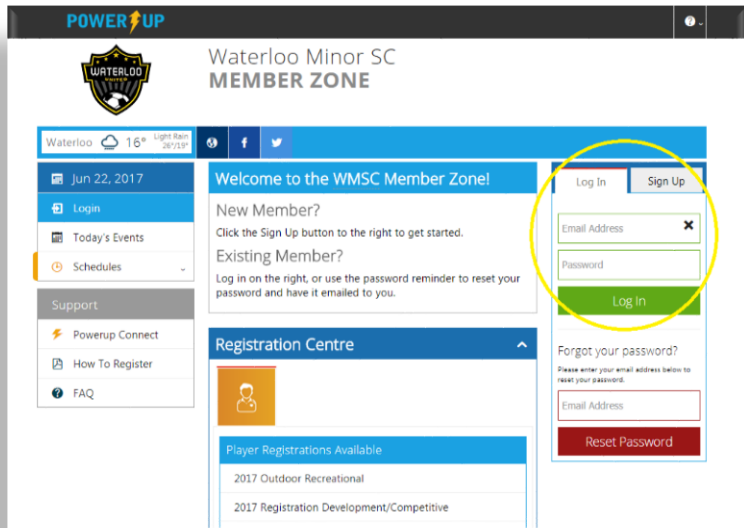 POWER UP
WATERLOO
UNITED
Waterloo Minor SC
MEMBER ZONE
Waterloo 16° Light Rain
26°/19°
Jun 22, 2017
Login
Today's Events
Schedules
Support
Powerup Connect
How To Register
FAQ
Welcome to the WMSC Member Zone!
New Member?
Click the Sign Up button to the right to get started.
Existing Member?
Log in on the right, or use the password reminder to reset your
password and have it emailed to you.
Registration Centre
Player Registrations Available
2017 Outdoor Recreational
2017 Registration Development/Competitive
Log In Sign Up
Email Address
Password
Log In
Forgot your password?
Please enter your email address below to
reset your password.
Email Address
Reset Password